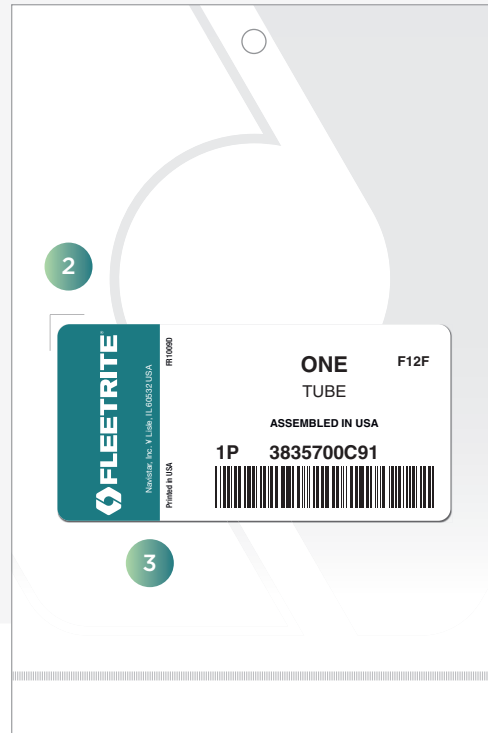 2
FLEETRITE®
Navistar, Inc. ¥ Lisle, IL 60532 USA
Printed in USA
FR1009D
ONE
F12F
TUBE
ASSEMBLED IN USA
1P 3835700C91
3